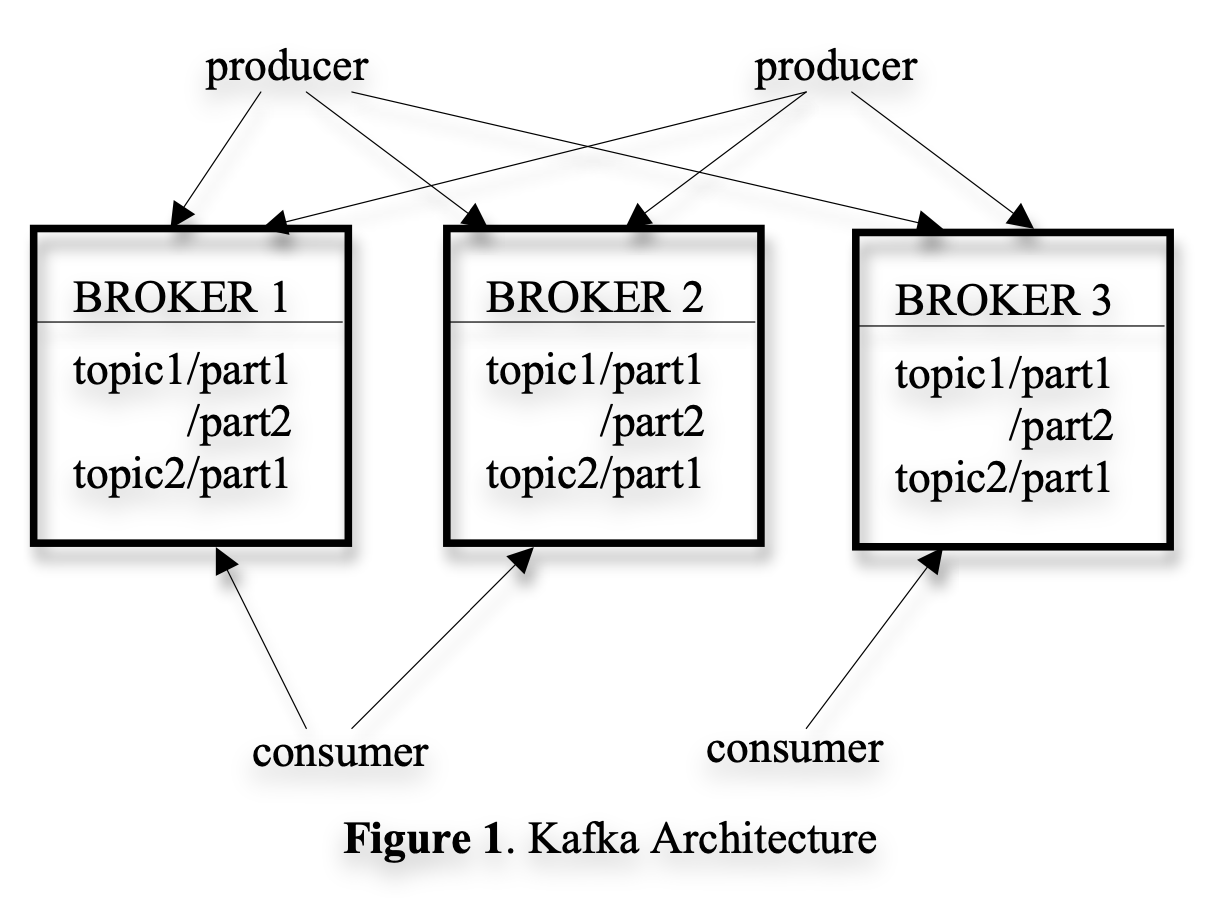 producer
producer
BROKER 1
topic1/part1
/part2
topic2/part1
BROKER 2
topic1/part1
/part2
topic2/part1
BROKER 3
topic1/part1
/part2
topic2/part1
consumer
consumer
Figure 1. Kafka Architecture